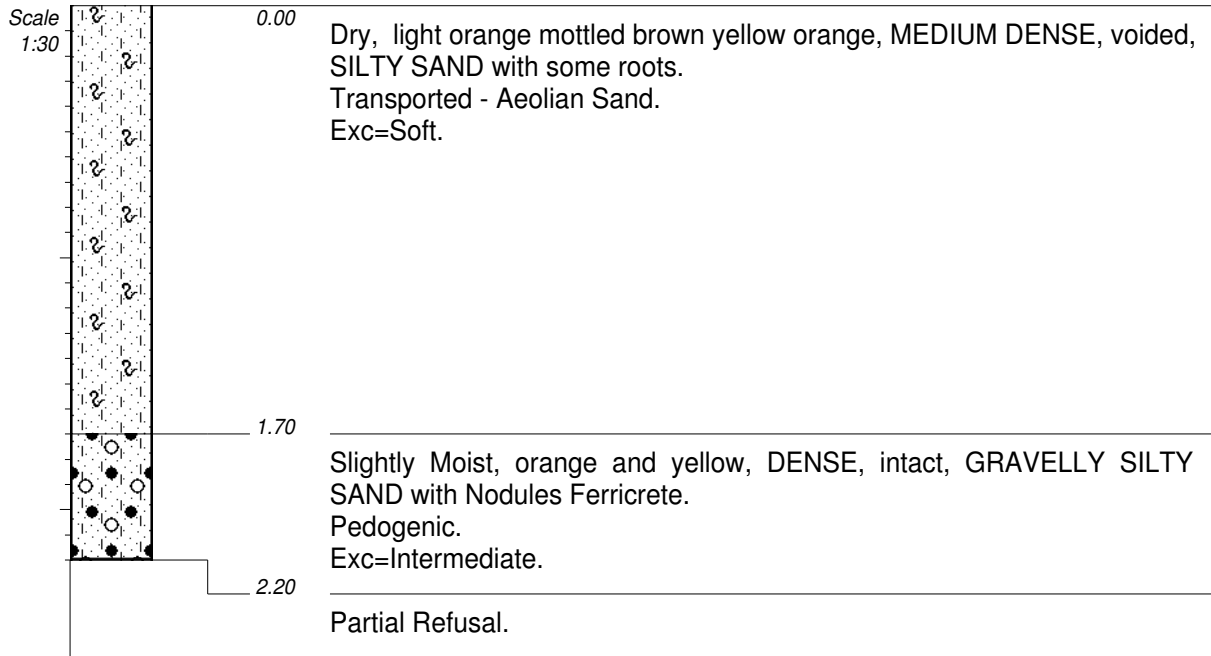 Scale
1:30
0.00
Dry, light orange mottled brown yellow orange, MEDIUM DENSE, voided,
SILTY SAND with some roots.
Transported - Aeolian Sand.
Exc=Soft.
1.70
Slightly Moist, orange and yellow, DENSE, intact, GRAVELLY SILTY
SAND with Nodules Ferricrete.
Pedogenic.
Exc=Intermediate.
2.20
Partial Refusal.